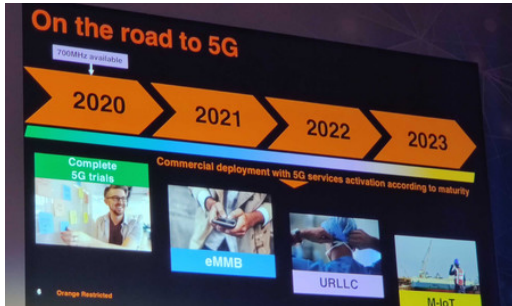 On the road to 5G
700MHz available
2020
2021
2022
2023
Complete
5G trials
Commercial deployment with 5G services activation according to maturity
eMMB
URLLC
M-IoT
6
Orange Restricted